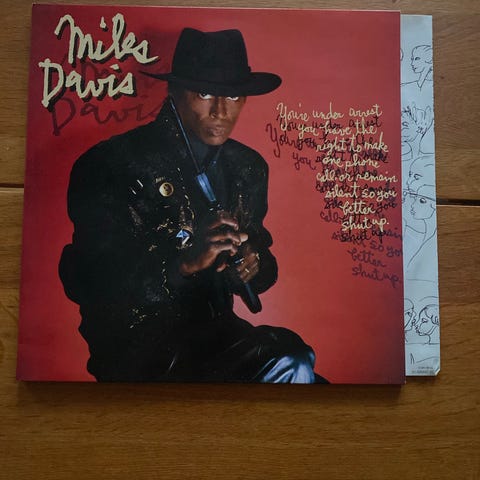 Miles
Davis
You're under arrest
you have the
right to make
one phone
call or remain
silent so you
better
shut up.